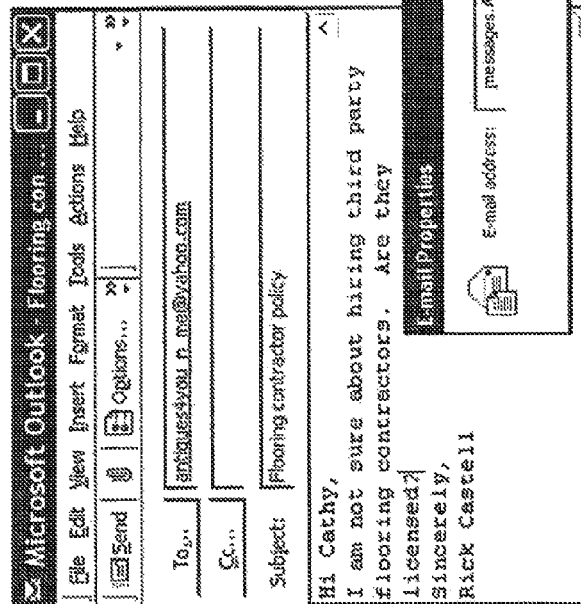 Microsoft Outlook - Flooring con...
File Edit View Insert Format Tools Actions Help
Send Options...
To... antiques4you_n_me@yahoo.com
Cc...
Subject: Flooring contractor policy
Hi Cathy,
I am not sure about hiring third party
flooring contractors. Are they
licensed?
Sincerely,
Rick Castell
E-mail Properties
E-mail address: messages.